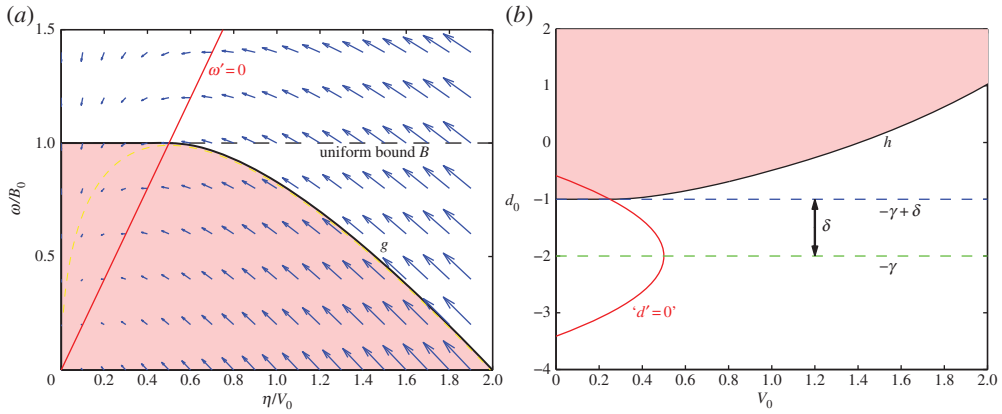 (a)
1.5
1.0
0.5
0
ω/B0
ω′ = 0
uniform bound B
g
0.2 0.4 0.6 0.8 1.0 1.2 1.4 1.6 1.8 2.0
η/V0
(b)
2
1
0
−1
−2
−3
−4
d0
h
−γ + δ
δ
−γ
‘d′ = 0’
0 0.2 0.4 0.6 0.8 1.0 1.2 1.4 1.6 1.8 2.0
V0